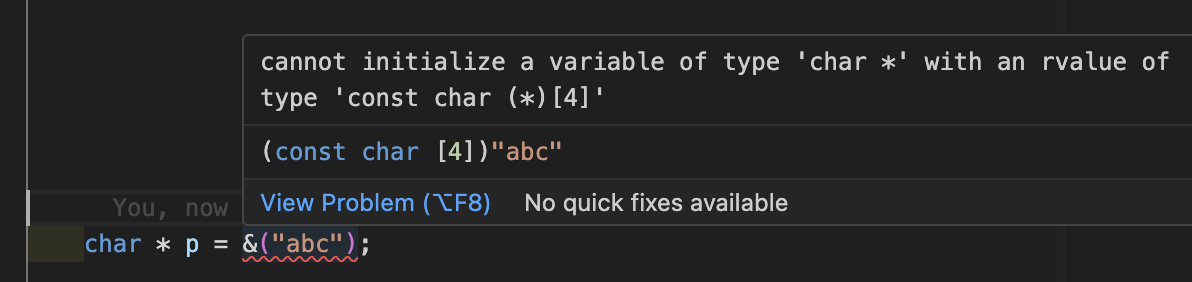 cannot initialize a variable of type 'char *' with an rvalue of
type 'const char (*)[4]'
(const char [4])"abc"
View Problem (⌥F8) No quick fixes available
You, now
char * p = &("abc");